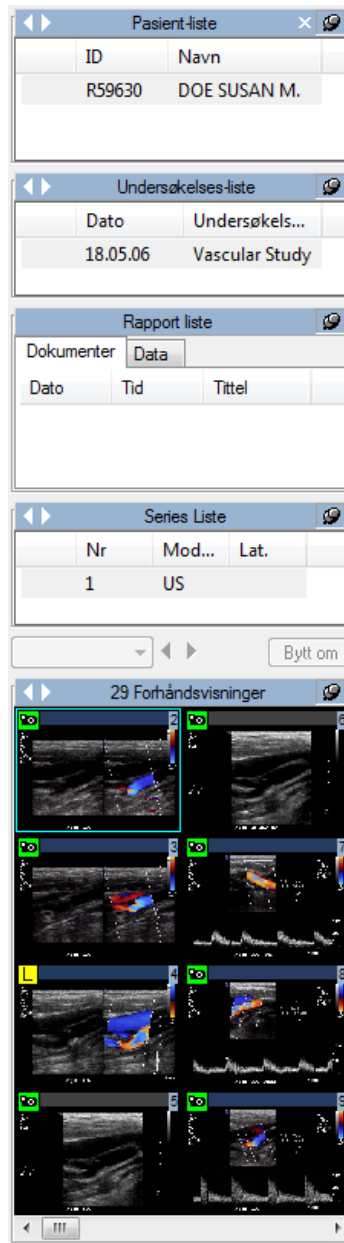 Pasient-liste
ID Navn
R59630 DOE SUSAN M.
Undersøkelses-liste
Dato Undersøkels...
18.05.06 Vascular Study
Rapport liste
Dokumenter Data
Dato Tid Tittel
Series Liste
Nr Mod... Lat.
1 US
Bytt om
29 Forhåndsvisninger
2 6
3 7
L 4 8
5 9